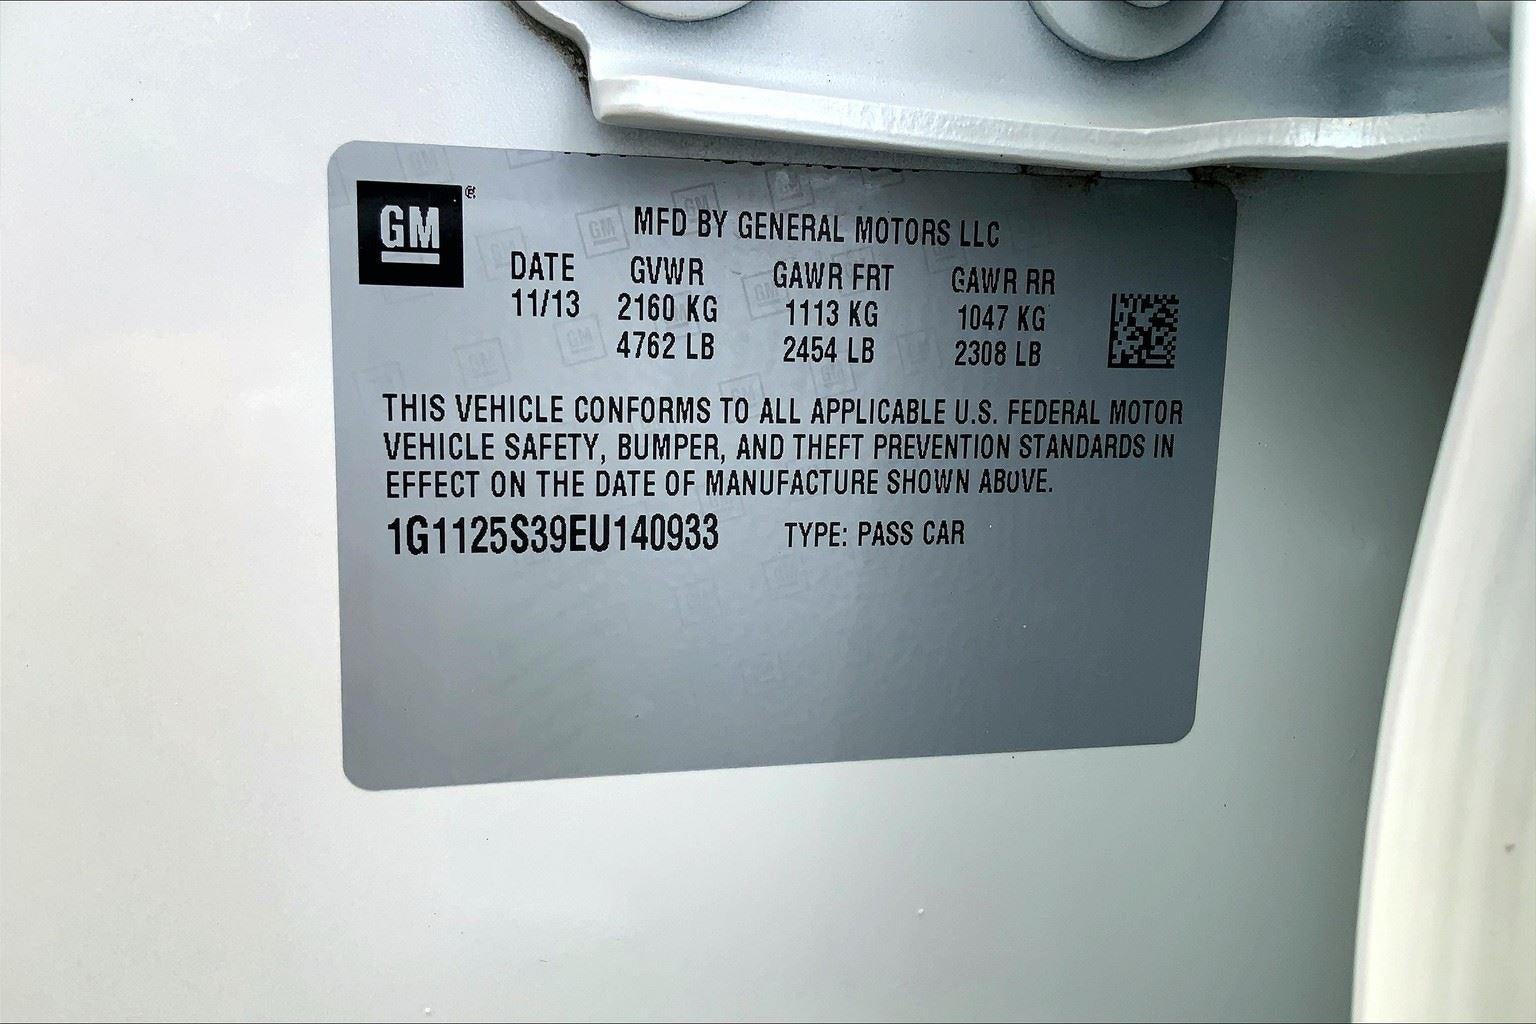 GM ®
MFD BY GENERAL MOTORS LLC
DATE GVWR GAWR FRT GAWR RR
11/13 2160 KG 1113 KG 1047 KG
4762 LB 2454 LB 2308 LB
THIS VEHICLE CONFORMS TO ALL APPLICABLE U.S. FEDERAL MOTOR
VEHICLE SAFETY, BUMPER, AND THEFT PREVENTION STANDARDS IN
EFFECT ON THE DATE OF MANUFACTURE SHOWN ABOVE.
1G1125S39EU140933 TYPE: PASS CAR